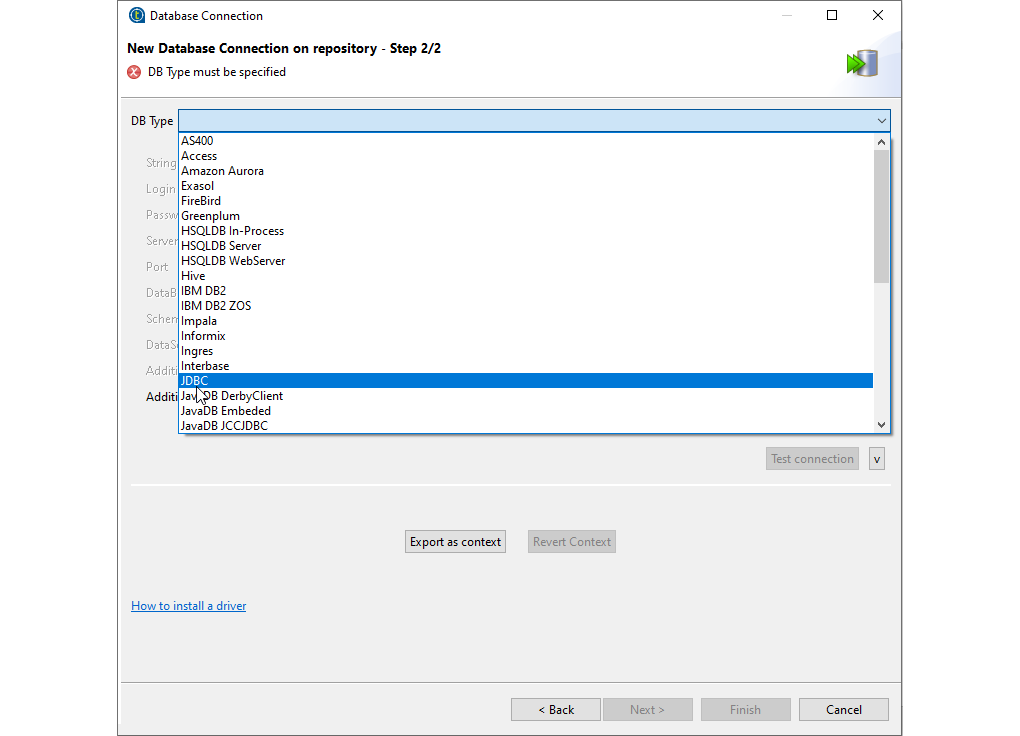 Database Connection
New Database Connection on repository - Step 2/2
DB Type must be specified
DB Type
AS400
Access
Amazon Aurora
Exasol
FireBird
Greenplum
HSQLDB In-Process
HSQLDB Server
HSQLDB WebServer
Hive
IBM DB2
IBM DB2 ZOS
Impala
Informix
Ingres
Interbase
JDBC
JavaDB DerbyClient
JavaDB Embeded
JavaDB JCCJDBC
String
Login
Passw
Server
Port
DataB
Schem
DataS
Additi
Additi
Test connection
v
Export as context
Revert Context
How to install a driver
< Back
Next >
Finish
Cancel